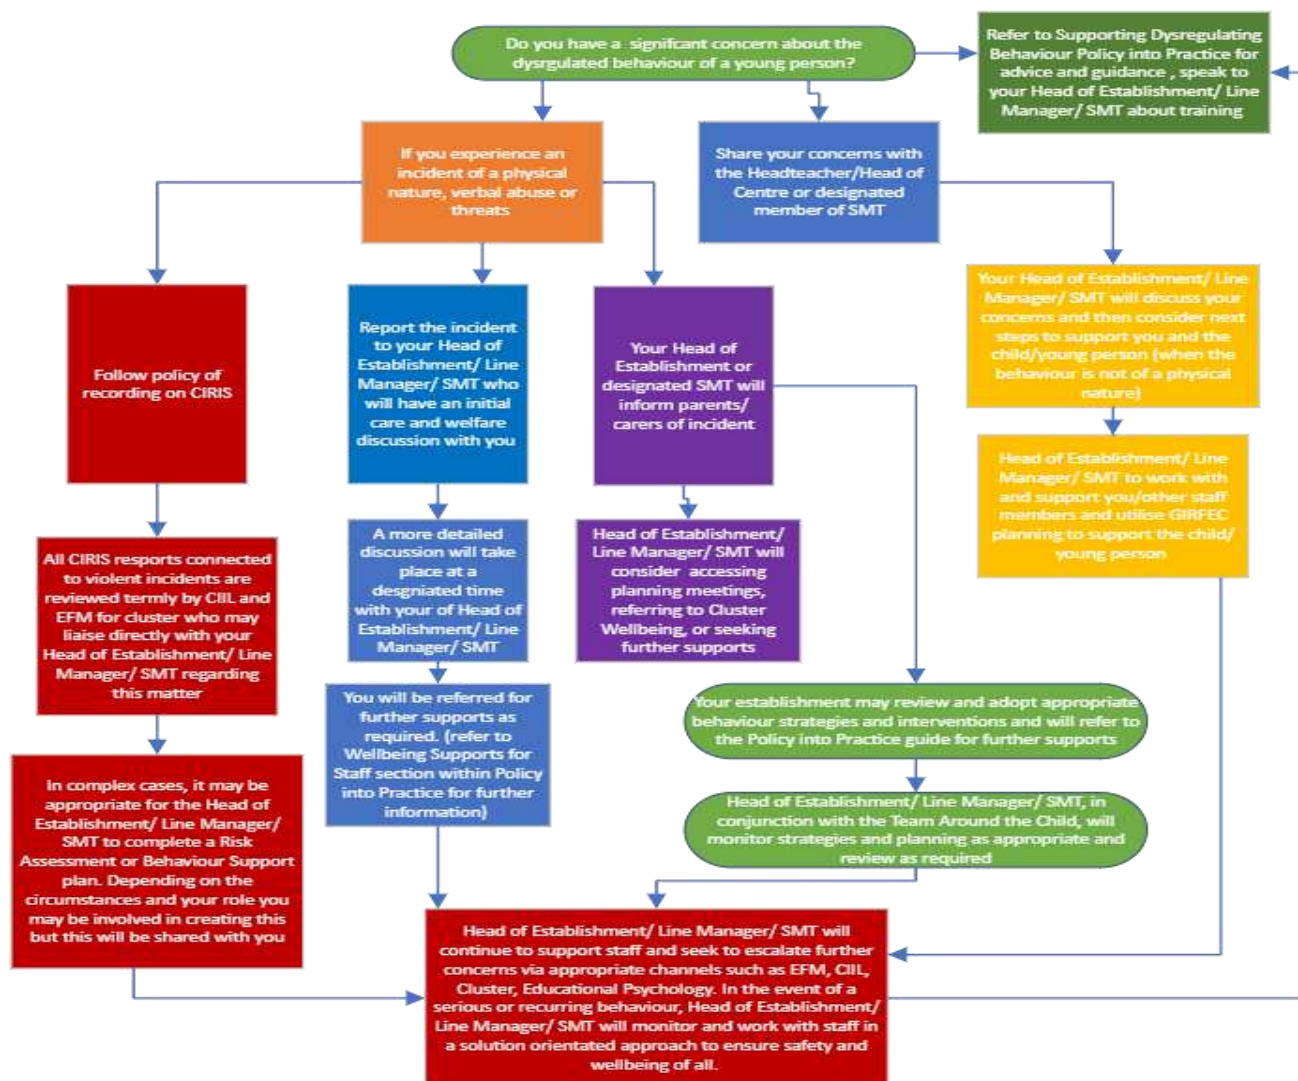 Do you have a  signifcant concern about the
dysrgulated behaviour of a young person?
Refer to Supporting Dysregulating
Behaviour Policy into Practice for
advice and guidance , speak to
your Head of Establishment/ Line
Manager/ SMT about training
If you experience an
incident of a physical
nature, verbal abuse or
threats
Share your concerns with
the Headteacher/Head of
Centre or designated
member of SMT
Follow policy of
recording on CIRIS
Report the incident
to your Head of
Establishment/ Line
Manager/ SMT who
will have an initial
care and welfare
discussion with you
Your Head of
Establishment or
designated SMT will
inform parents/
carers of incident
Your Head of Establishment/ Line
Manager/ SMT will discuss your
concerns and then consider next
steps to support you and the
child/young person (when the
behaviour is not of a physical
nature)
Head of Establishment/ Line
Manager/ SMT to work with
and support you/other staff
members and utilise GIRFEC
planning to support the child/
young person
All CIRIS resports connected
to violent incidents are
reviewed termly by CIIL and
EFM for cluster who may
liaise directly with your
Head of Establishment/ Line
Manager/ SMT regarding
this matter
A more detailed
discussion will take
place at a
desgniated time
with your of Head of
Establishment/ Line
Manager/ SMT
Head of Establishment/
Line Manager/ SMT will
consider  accessing
planning meetings,
referring to Cluster
Wellbeing, or seeking
further supports
You will be referred for
further supports as
required. (refer to
Wellbeing Supports for
Staff section within Policy
into Practice for further
information)
Your establishment may review and adopt appropriate
behaviour strategies and interventions and will refer to
the Policy into Practice guide for further supports
In complex cases, it may be
appropriate for the Head of
Establishment/ Line Manager/
SMT to complete a Risk
Assessment or Behaviour Support
plan. Depending on the
circumstances and your role you
may be involved in creating this
but this will be shared with you
Head of Establishment/ Line Manager/ SMT, in
conjunction with the Team Around the Child, will
monitor strategies and planning as appropriate and
review as required
Head of Establishment/ Line Manager/ SMT will
continue to support staff and seek to escalate further
concerns via appropriate channels such as EFM, CIIL,
Cluster, Educational Psychology. In the event of a
serious or recurring behaviour, Head of Establishment/
Line Manager/ SMT will monitor and work with staff in
a solution orientated approach to ensure safety and
wellbeing of all.